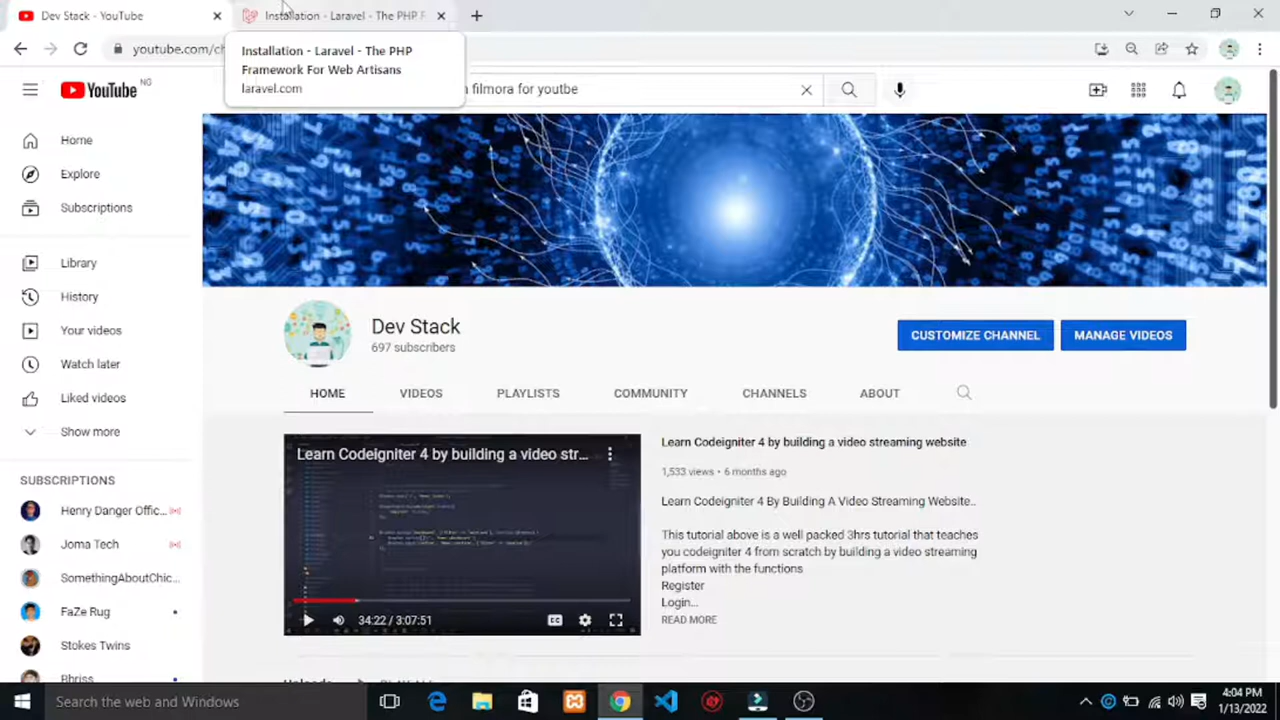 Dev Stack - YouTube
Installation - Laravel - The PHP F
youtube.com/ch
Installation - Laravel - The PHP
Framework For Web Artisans
laravel.com
YouTube NG
filmora for youtbe
Home
Explore
Subscriptions
Library
History
Your videos
Watch later
Liked videos
Show more
SUBSCRIPTIONS
Henry Danger Offic...
Joma Tech
SomethingAboutChic...
FaZe Rug
Stokes Twins
Bhriss
Dev Stack
697 subscribers
CUSTOMIZE CHANNEL
MANAGE VIDEOS
HOME
VIDEOS
PLAYLISTS
COMMUNITY
CHANNELS
ABOUT
Learn Codeigniter 4 by building a video str...
34:22 / 3:07:51
Learn Codeigniter 4 by building a video streaming website
1,533 views • 6 months ago
Learn Codeigniter 4 By Building A Video Streaming Website..
This tutorial above is a well packed 3hrs tutorial that teaches
you codeigniter 4 from scratch by building a video streaming
platform with the functions
Register
Login...
READ MORE
Search the web and Windows
4:04 PM
1/13/2022